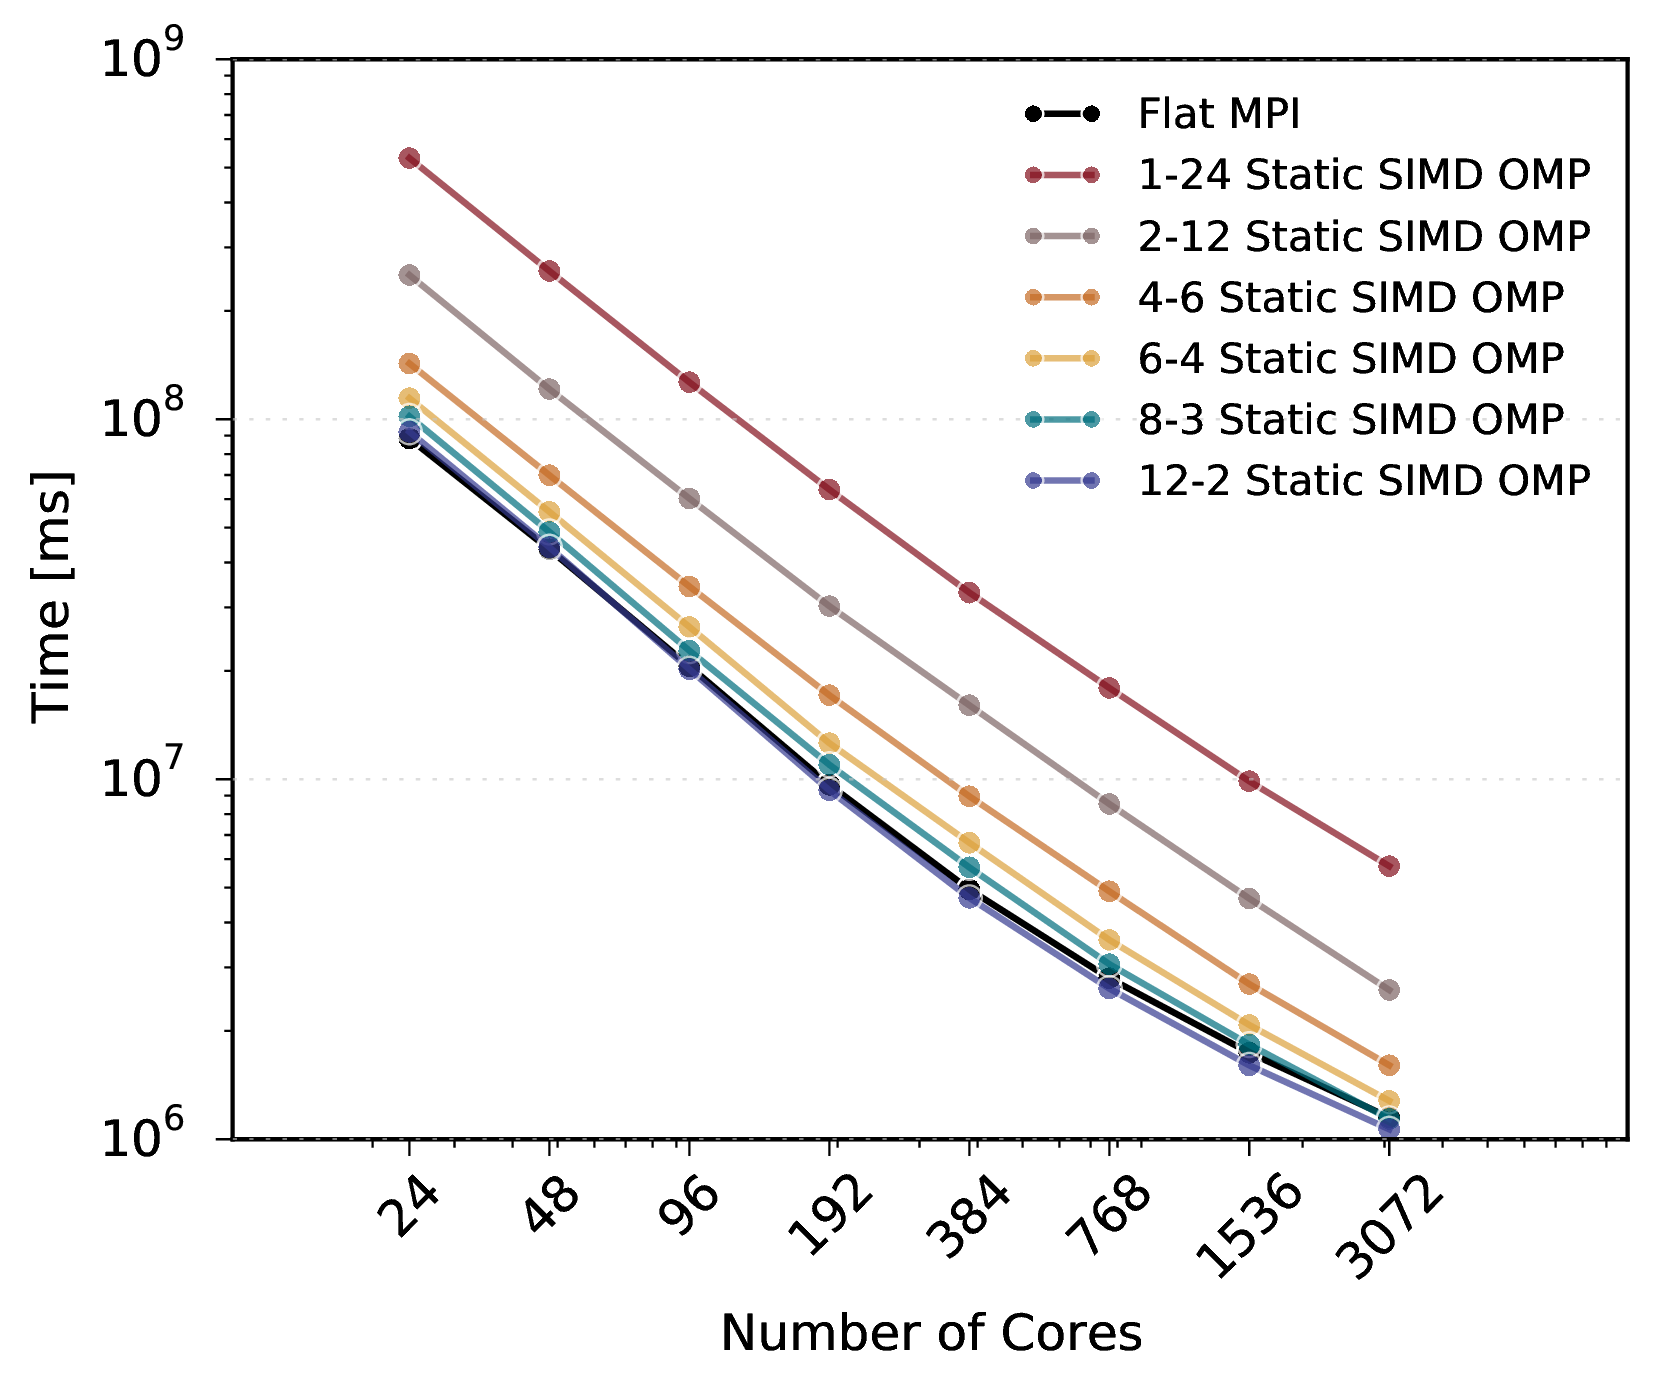 10^9
10^8
10^7
10^6
Time [ms]
Flat MPI
1-24 Static SIMD OMP
2-12 Static SIMD OMP
4-6 Static SIMD OMP
6-4 Static SIMD OMP
8-3 Static SIMD OMP
12-2 Static SIMD OMP
24 48 96 192 384 768 1536 3072
Number of Cores